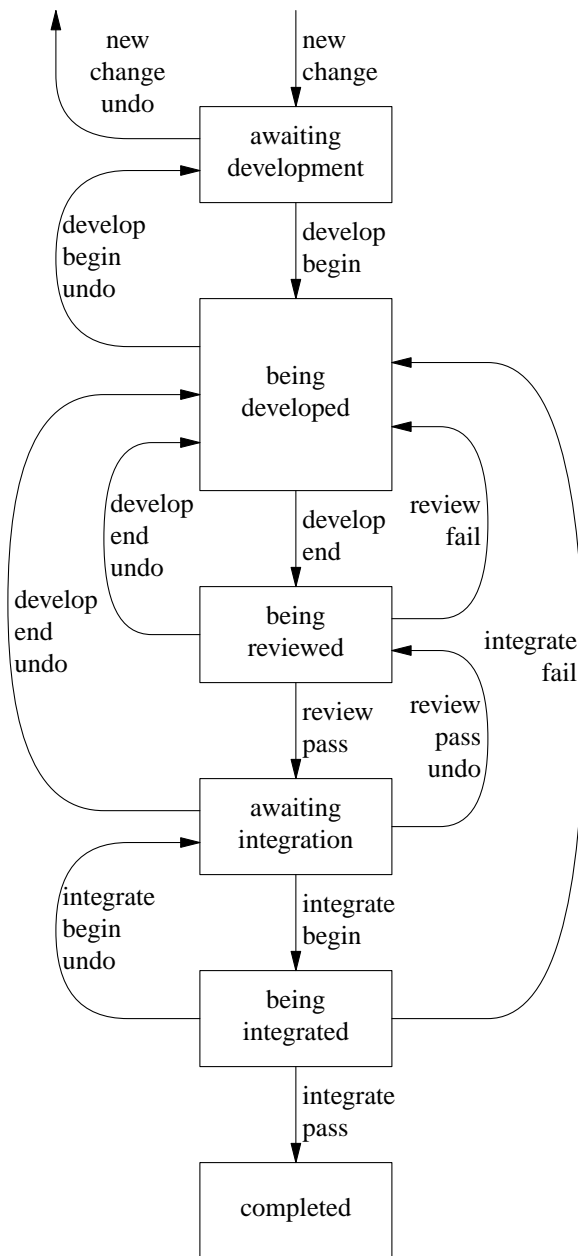 new
change
undo
new
change
awaiting
development
develop
begin
undo
develop
begin
being
developed
develop
end
undo
develop
end
review
fail
develop
end
undo
being
reviewed
integrate
fail
review
pass
review
pass
undo
awaiting
integration
integrate
begin
undo
integrate
begin
being
integrated
integrate
pass
completed